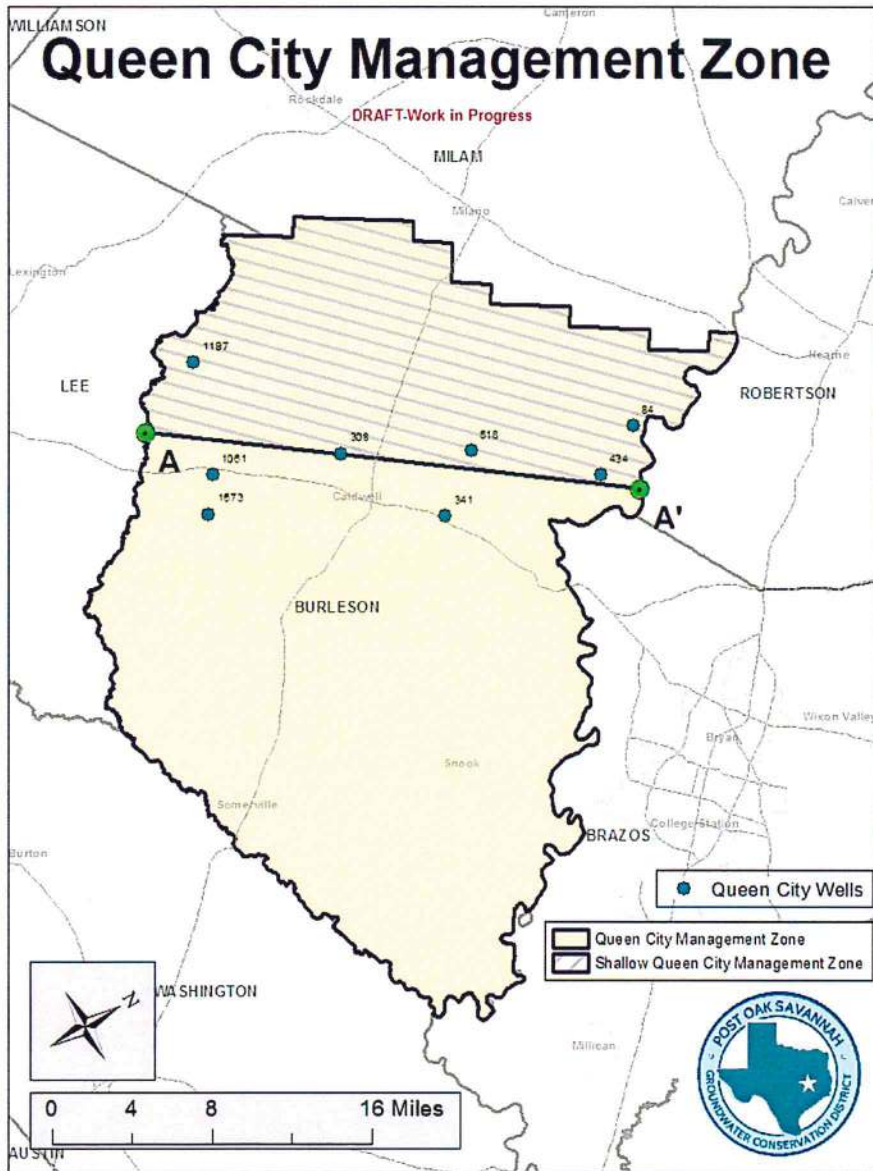 WILLIAMSON
Cameron
Queen City Management Zone
Rockdale
DRAFT-Work in Progress
MILAM
Milano
Calvert
Lexington
1197
Hearne
LEE
ROBERTSON
84
309
618
A
1061
434
Caldwell
A'
1673
341
BURLESON
Wixon Valley
Bryan
Snook
Somerville
College Station
BRAZOS
Burton
Queen City Wells
Queen City Management Zone
Shallow Queen City Management Zone
N
WASHINGTON
POST OAK SAVANNAH
GROUNDWATER CONSERVATION DISTRICT
Millican
0 4 8 16 Miles
AUSTIN